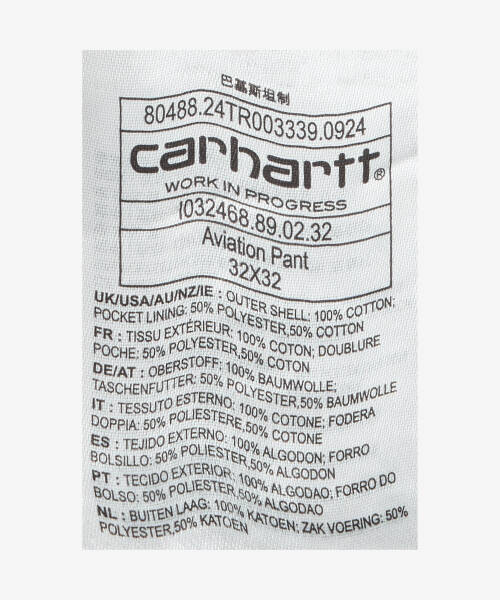 巴基斯坦制
80488.24TR003339.0924
carhartt®
WORK IN PROGRESS
I032468.89.02.32
Aviation Pant
32X32
UK/USA/AU/NZ/IE : OUTER SHELL: 100% COTTON;
POCKET LINING: 50% POLYESTER,50% COTTON
FR : TISSU EXTÉRIEUR: 100% COTON; DOUBLURE
POCHE: 50% POLYESTER,50% COTON
DE/AT : OBERSTOFF: 100% BAUMWOLLE;
TASCHENFUTTER: 50% POLYESTER,50% BAUMWOLLE
IT : TESSUTO ESTERNO: 100% COTONE; FODERA
DOPPIA: 50% POLIESTERE,50% COTONE
ES : TEJIDO EXTERNO: 100% ALGODON; FORRO
BOLSILLO: 50% POLIESTER,50% ALGODON
PT : TECIDO EXTERIOR: 100% ALGODAO; FORRO DO
BOLSO: 50% POLIESTER,50% ALGODAO
NL : BUITEN LAAG: 100% KATOEN; ZAK VOERING: 50%
POLYESTER,50% KATOEN